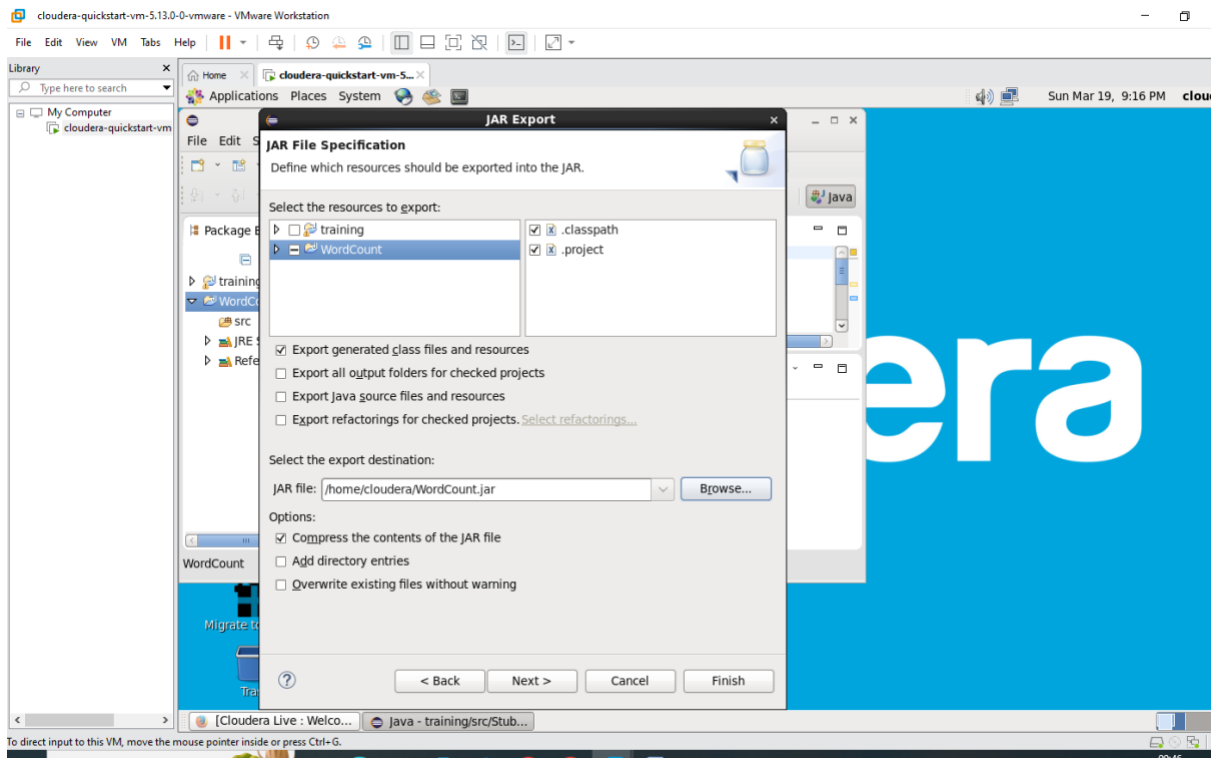 cloudera-quickstart-vm-5.13.0-0-vmware - VMware Workstation
File Edit View VM Tabs Help
Library
Type here to search
My Computer
cloudera-quickstart-vm
Home
cloudera-quickstart-vm-5...
Applications Places System
Sun Mar 19, 9:16 PM clou
File Edit S
Java
Package E
training
WordCo
src
JRE S
Refe
WordCount
JAR Export
JAR File Specification
Define which resources should be exported into the JAR.
Select the resources to export:
training
WordCount
.classpath
.project
Export generated class files and resources
Export all output folders for checked projects
Export Java source files and resources
Export refactorings for checked projects. Select refactorings...
Select the export destination:
JAR file: /home/cloudera/WordCount.jar
Browse...
Options:
Compress the contents of the JAR file
Add directory entries
Overwrite existing files without warning
< Back Next > Cancel Finish
era
Migrate to
Tra
[Cloudera Live : Welco...
Java - training/src/Stub...
To direct input to this VM, move the mouse pointer inside or press Ctrl+G.